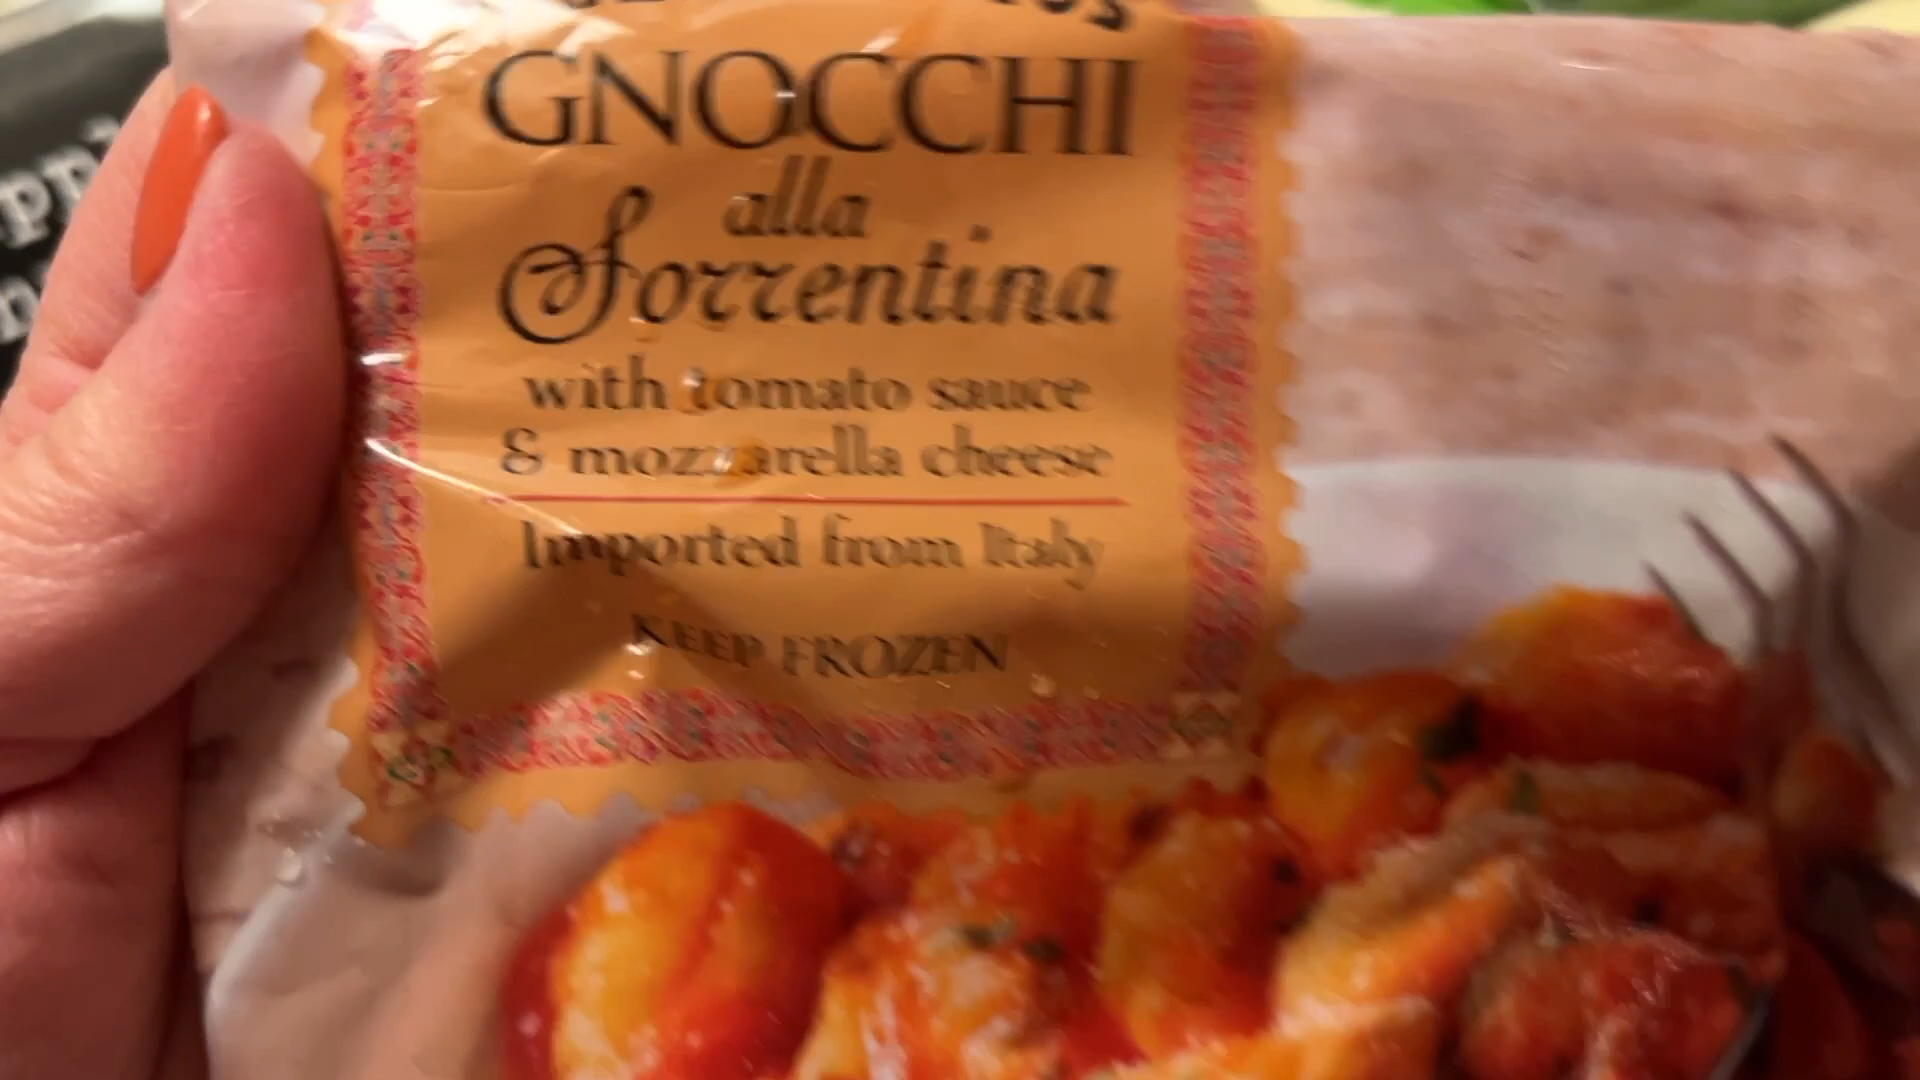 GNOCCHI
alla
Sorrentina
with tomato sauce
& mozzarella cheese
Imported from Italy
KEEP FROZEN